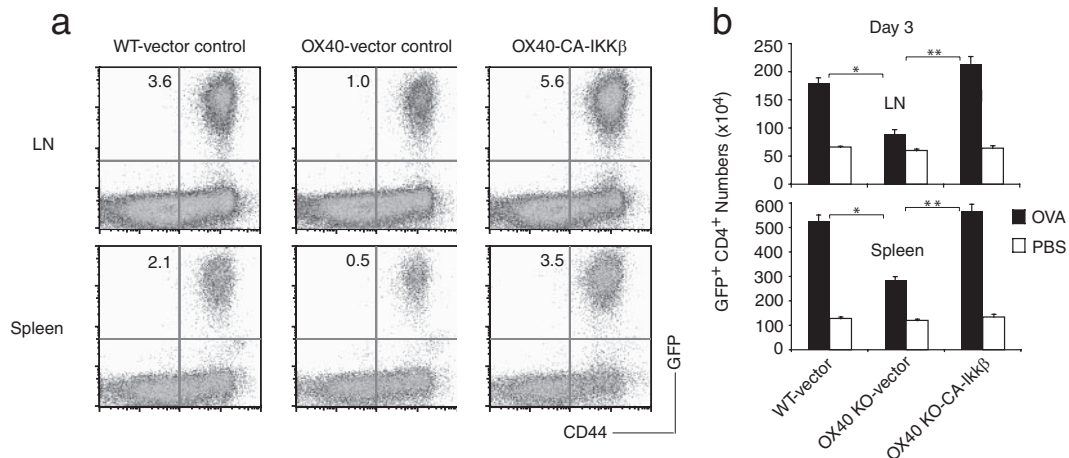 a
WT-vector control
OX40-vector control
OX40-CA-IKKβ
LN
3.6
1.0
5.6
Spleen
2.1
0.5
3.5
GFP
CD44
b
Day 3
GFP⁺ CD4⁺ Numbers (x10⁴)
250
200
150
100
50
0
*
**
LN
600
500
400
300
200
100
0
*
**
Spleen
OVA
PBS
WT-vector
OX40 KO-vector
OX40 KO-CA-Ikkβ